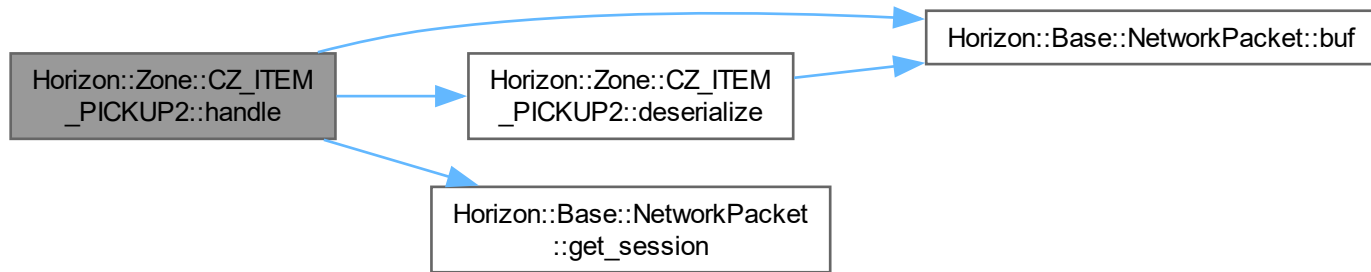 Horizon::Zone::CZ_ITEM
_PICKUP2::handle
Horizon::Zone::CZ_ITEM
_PICKUP2::deserialize
Horizon::Base::NetworkPacket::buf
Horizon::Base::NetworkPacket
::get_session